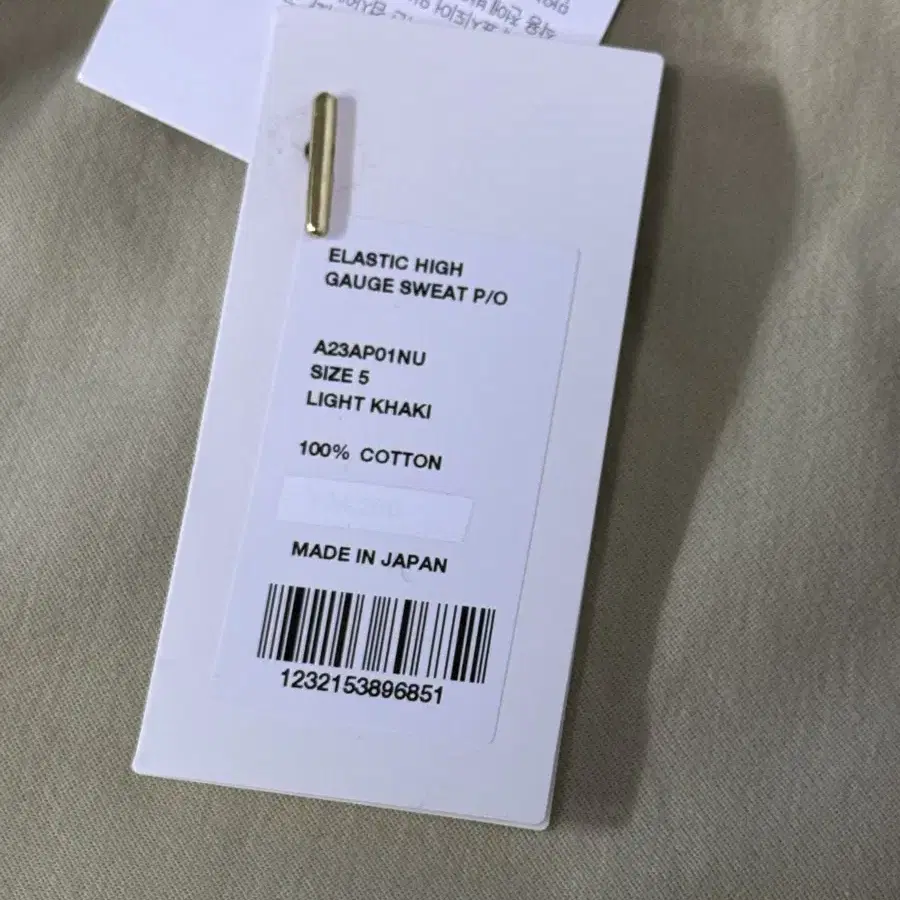 ELASTIC HIGH
GAUGE SWEAT P/O
A23AP01NU
SIZE 5
LIGHT KHAKI
100% COTTON
MADE IN JAPAN
1232153896851